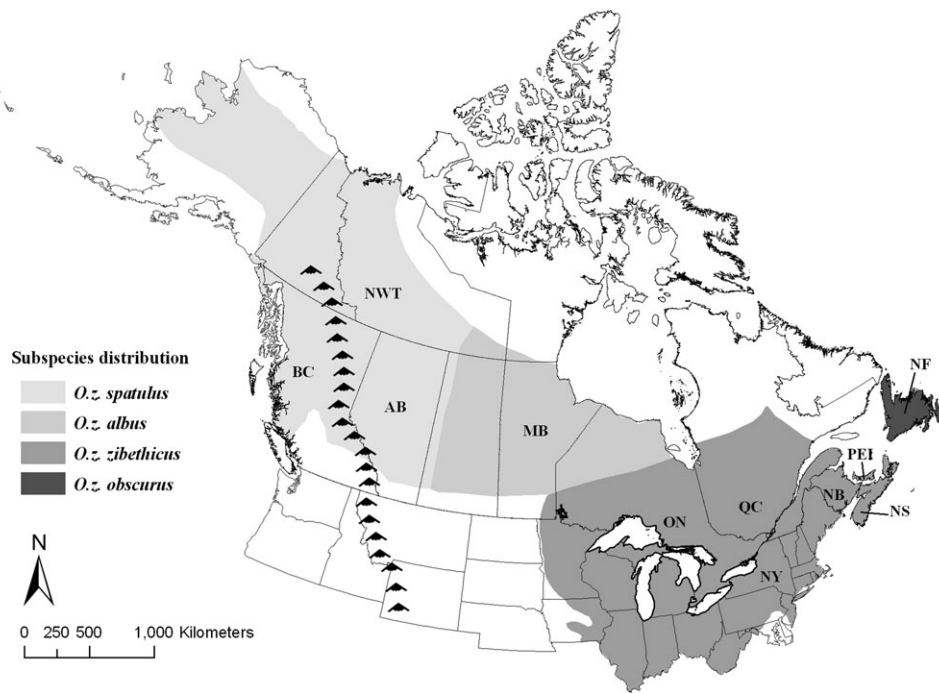 NWT
BC
AB
MB
NF
PEI
NB
NS
QC
ON
NY
Subspecies distribution
O.z. spatulus
O.z. albus
O.z. zibethicus
O.z. obscurus
N
0 250 500 1,000 Kilometers